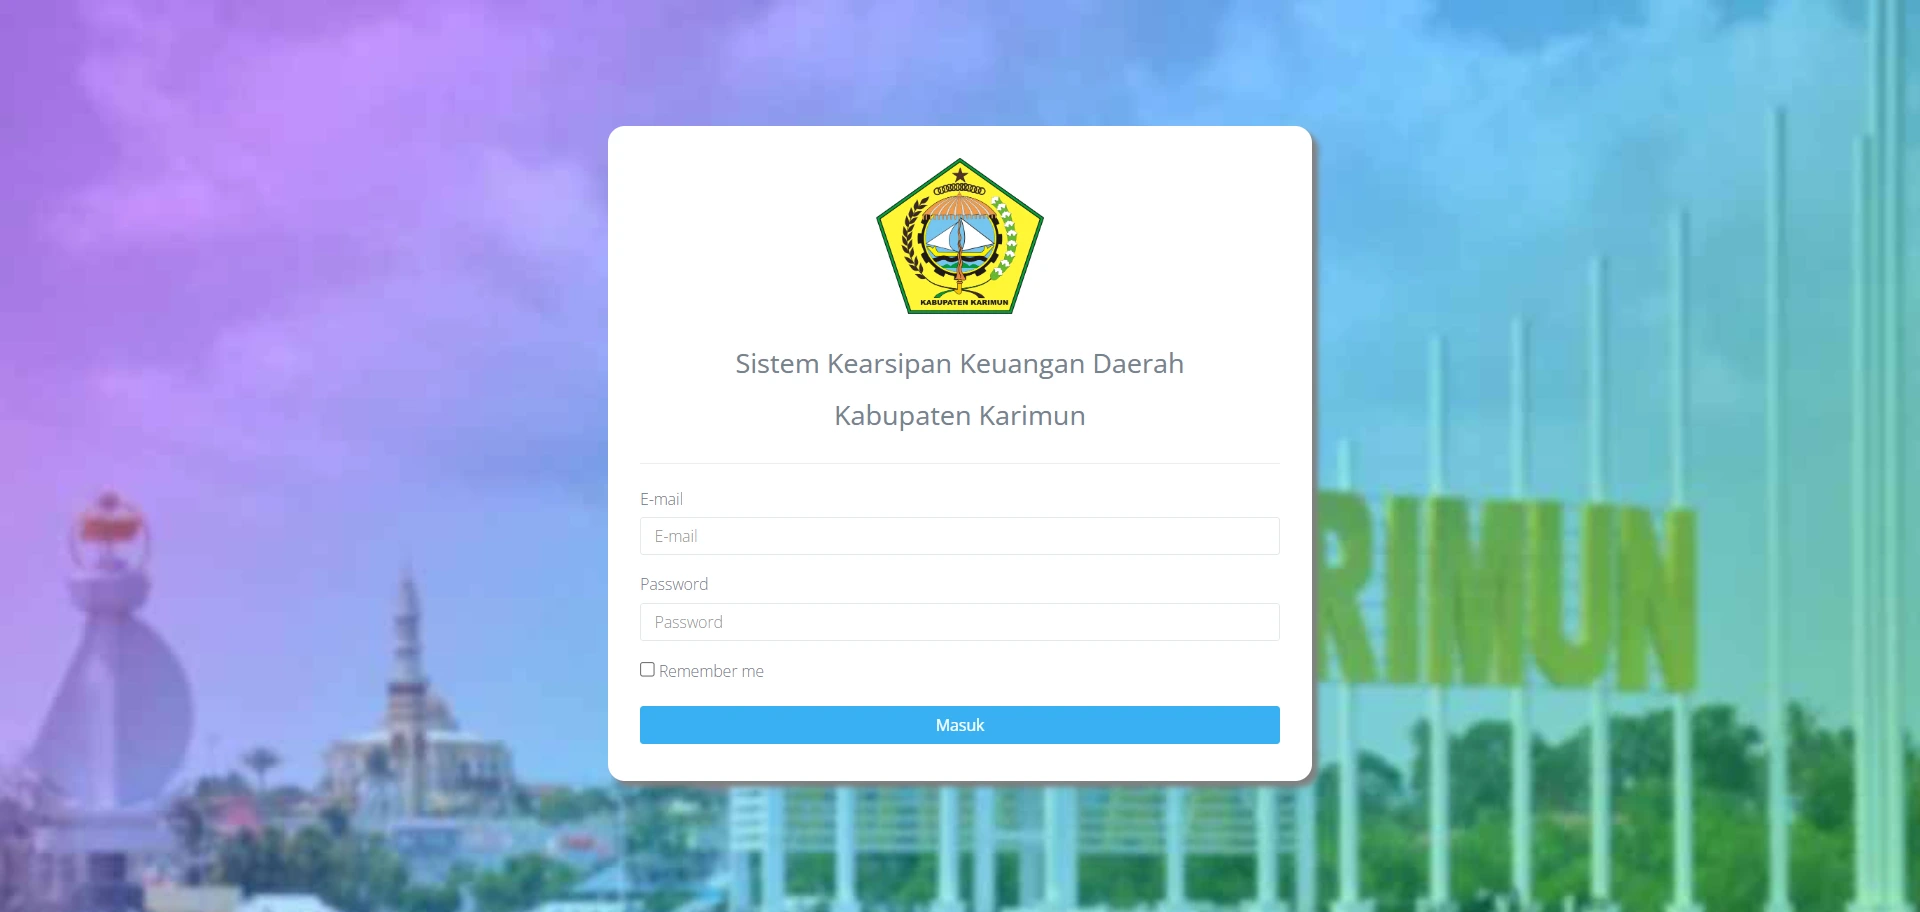 KABUPATEN KARIMUN
Sistem Kearsipan Keuangan Daerah
Kabupaten Karimun
E-mail
E-mail
Password
Password
Remember me
Masuk
RIMUN